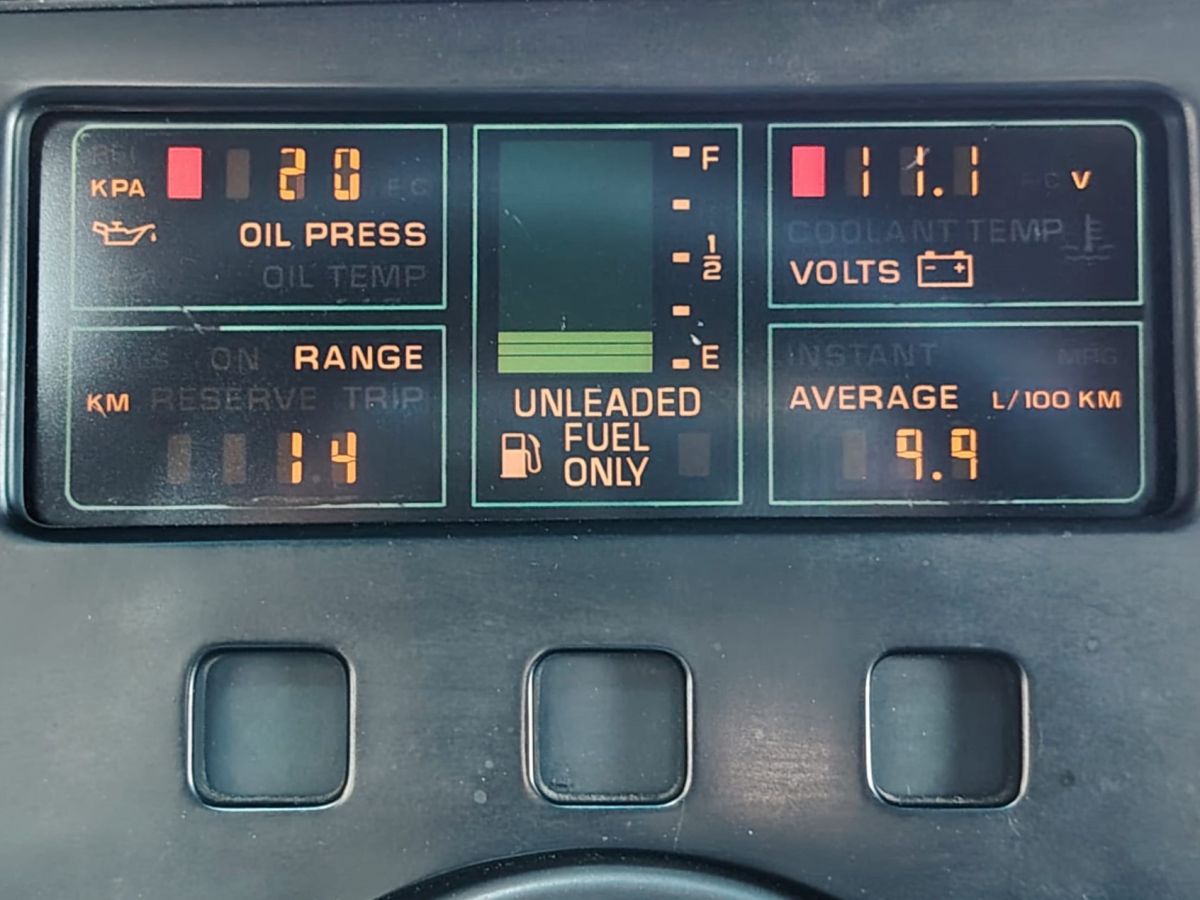 KPA 20
OIL PRESS
OIL TEMP
ON RANGE
KM RESERVE TRIP
14
F
1/2
E
UNLEADED
FUEL
ONLY
11.1 V
COOLANT TEMP
VOLTS - +
INSTANT MPG
AVERAGE L/100 KM
9.9